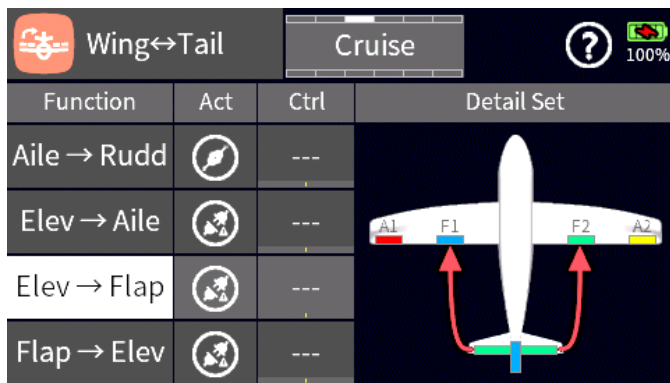 Wing↔Tail
Cruise
?
100%
Function Act Ctrl Detail Set
Aile → Rudd ---
Elev → Aile ---
Elev → Flap ---
Flap → Elev ---
A1 F1 F2 A2